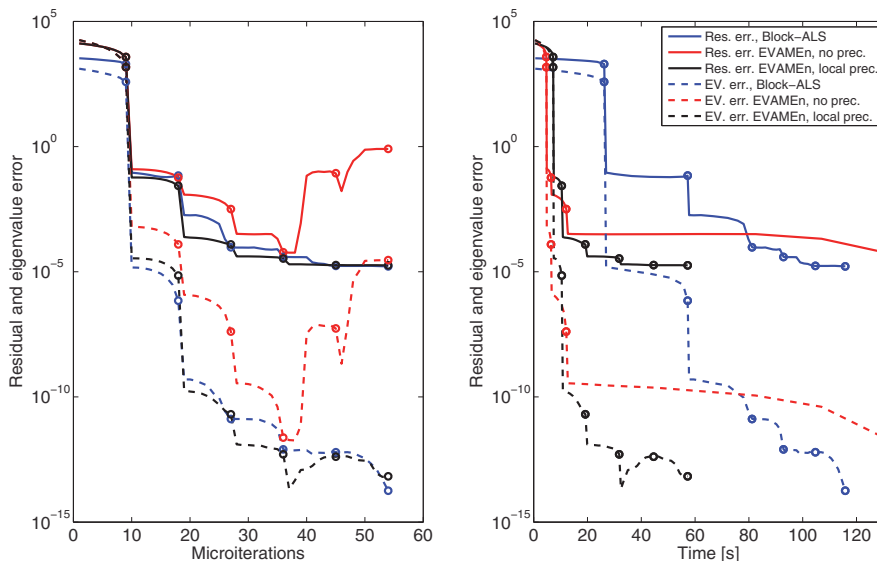 Residual and eigenvalue error
10^5
10^0
10^−5
10^−10
10^−15
0 10 20 30 40 50 60
Microiterations
Residual and eigenvalue error
10^5
10^0
10^−5
10^−10
10^−15
0 20 40 60 80 100 120
Time [s]
Res. err., Block−ALS
Res. err. EVAMEn, no prec.
Res. err. EVAMEn, local prec.
EV. err., Block−ALS
EV. err. EVAMEn, no prec.
EV. err. EVAMEn, local prec.